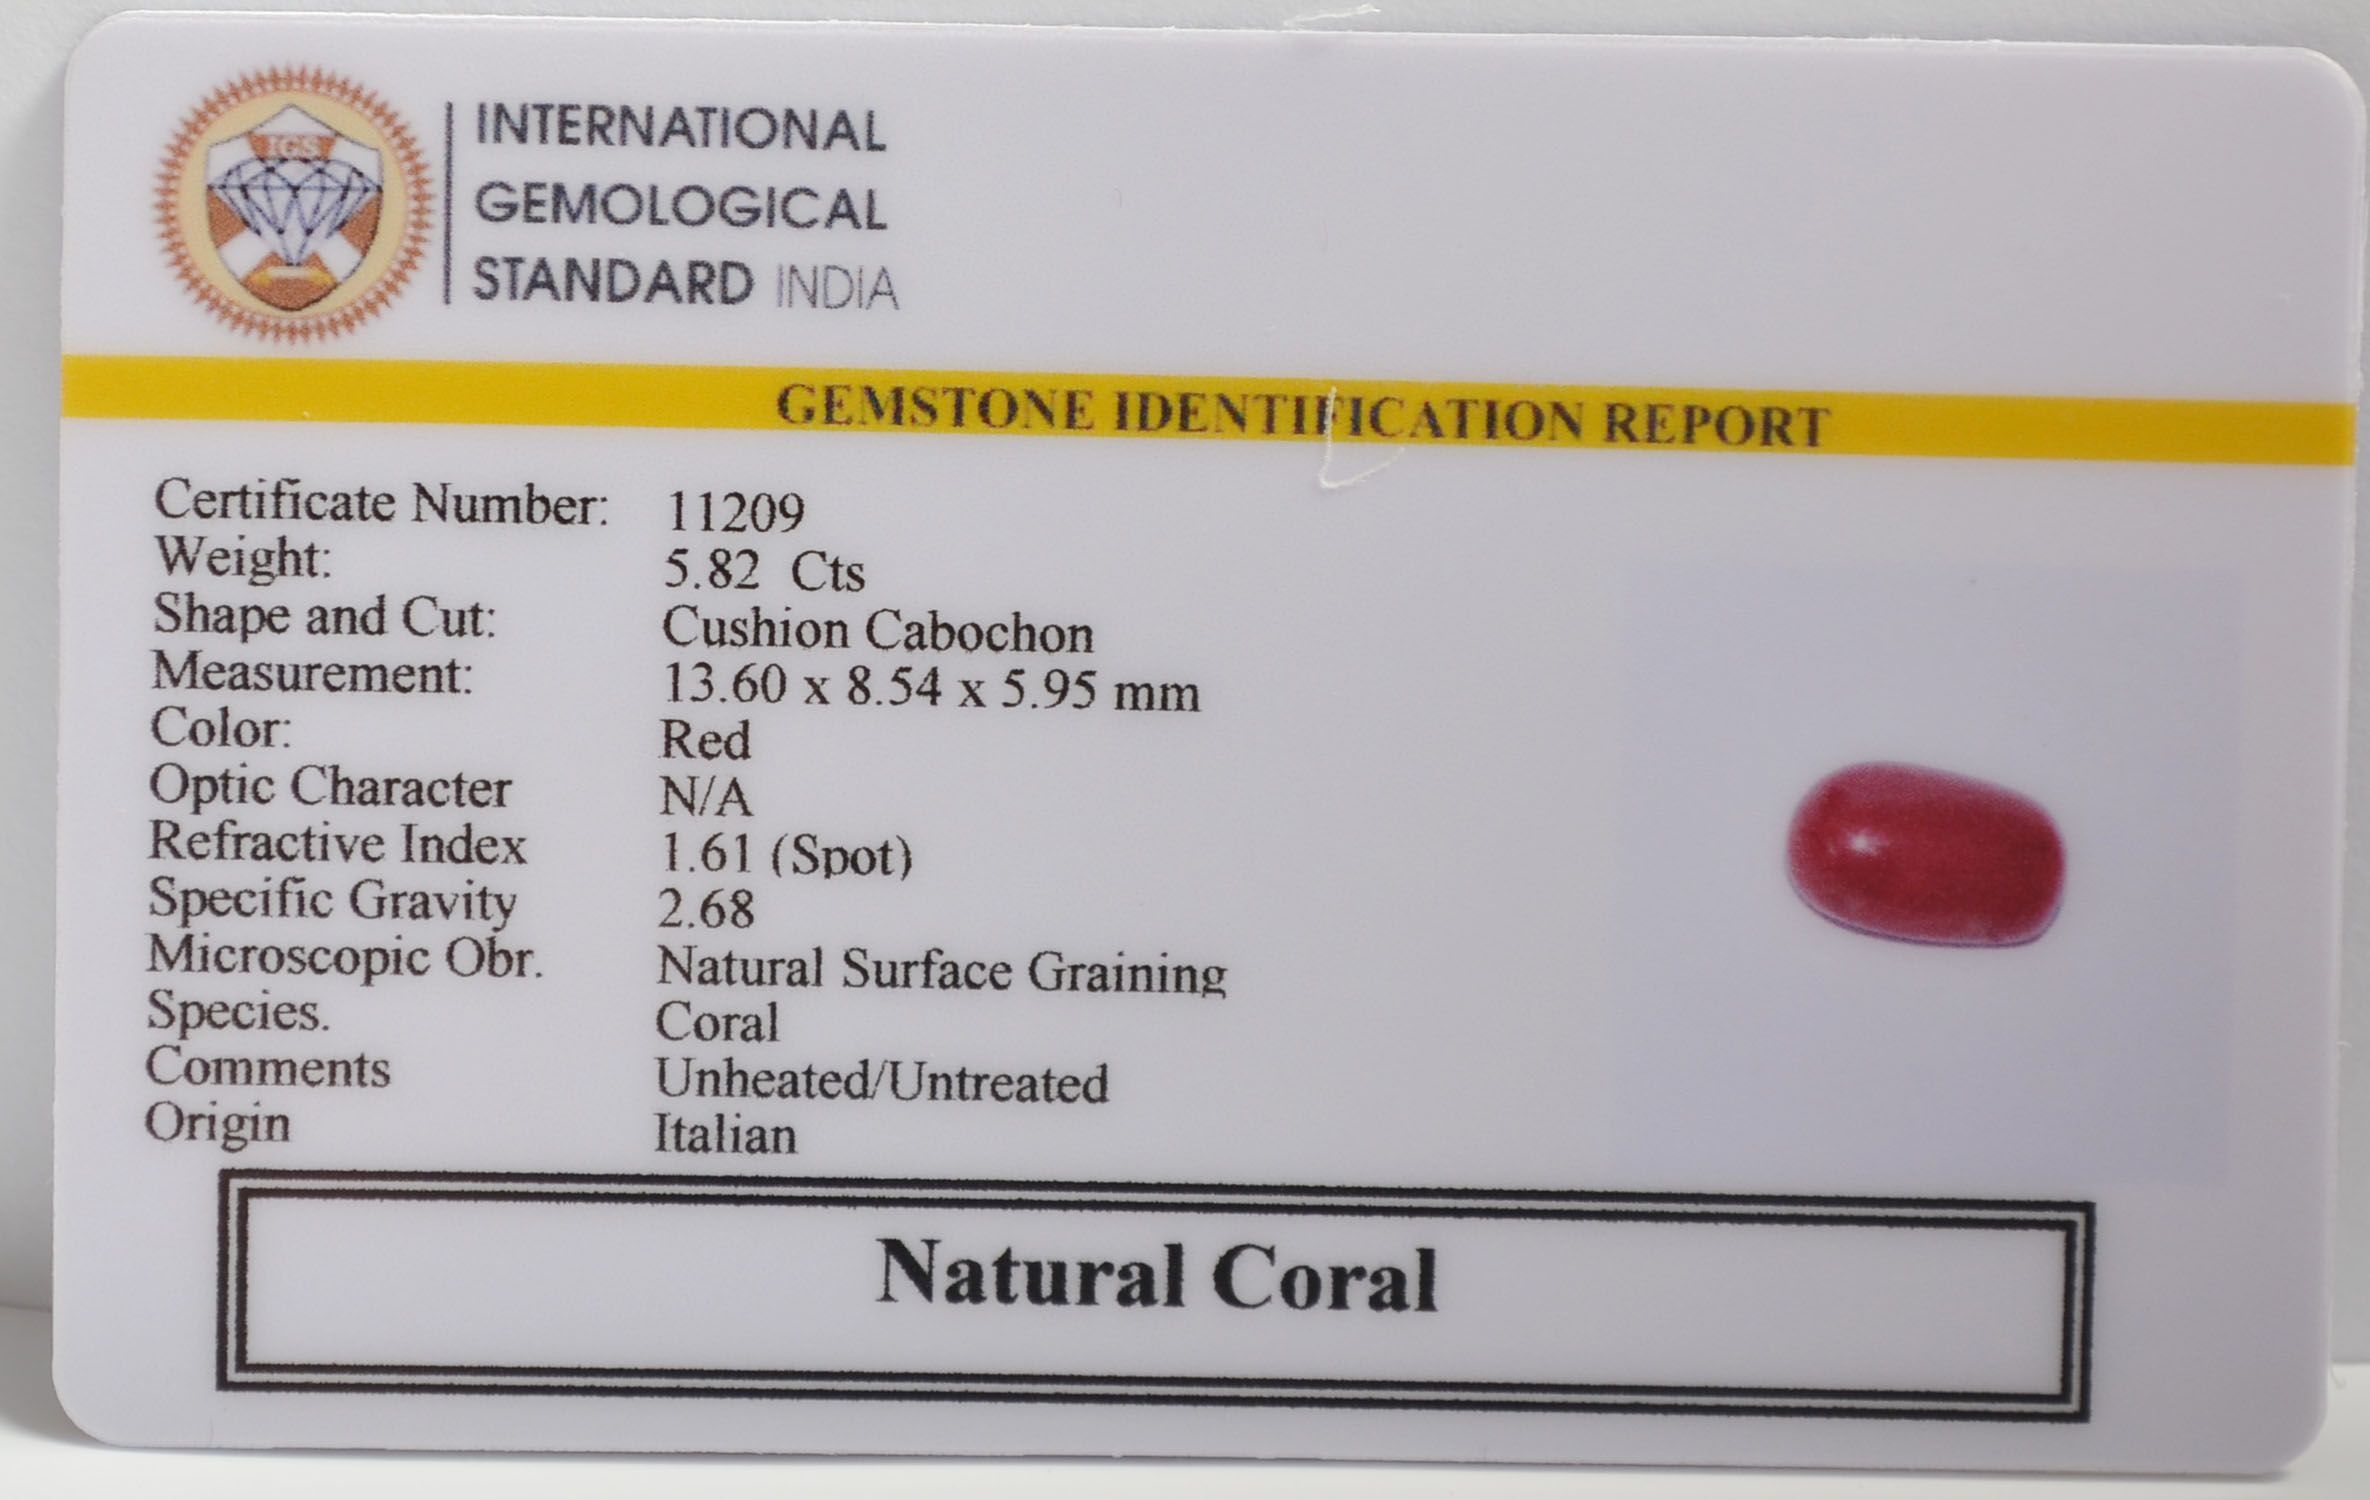 IGS
INTERNATIONAL
GEMOLOGICAL
STANDARD INDIA
GEMSTONE IDENTIFICATION REPORT
Certificate Number: 11209
Weight: 5.82 Cts
Shape and Cut: Cushion Cabochon
Measurement: 13.60 x 8.54 x 5.95 mm
Color: Red
Optic Character N/A
Refractive Index 1.61 (Spot)
Specific Gravity 2.68
Microscopic Obr. Natural Surface Graining
Species. Coral
Comments Unheated/Untreated
Origin Italian
Natural Coral